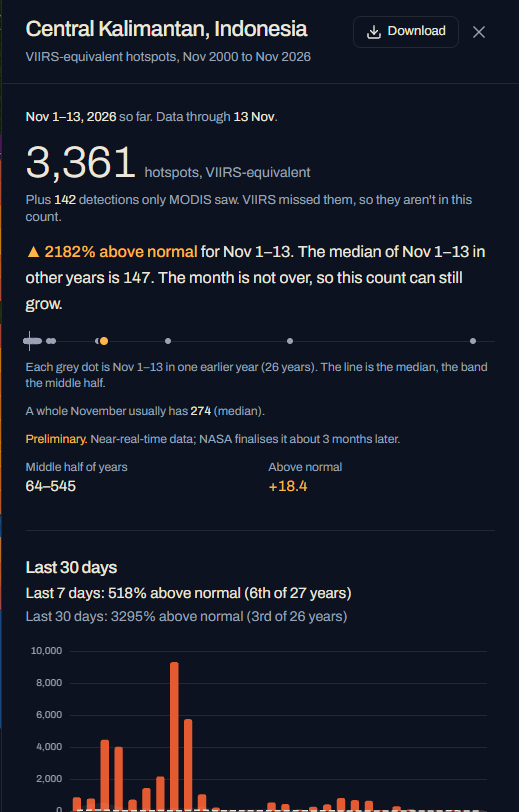 Central Kalimantan, Indonesia
Download
VIIRS-equivalent hotspots, Nov 2000 to Nov 2026
Nov 1–13, 2026 so far. Data through 13 Nov.
3,361 hotspots, VIIRS-equivalent
Plus 142 detections only MODIS saw. VIIRS missed them, so they aren't in this
count.
▲ 2182% above normal for Nov 1–13. The median of Nov 1–13 in
other years is 147. The month is not over, so this count can still
grow.
Each grey dot is Nov 1–13 in one earlier year (26 years). The line is the median, the band
the middle half.
A whole November usually has 274 (median).
Preliminary. Near-real-time data; NASA finalises it about 3 months later.
Middle half of years
64–545
Above normal
+18.4
Last 30 days
Last 7 days: 518% above normal (6th of 27 years)
Last 30 days: 3295% above normal (3rd of 26 years)
10,000
8,000
6,000
4,000
2,000
0